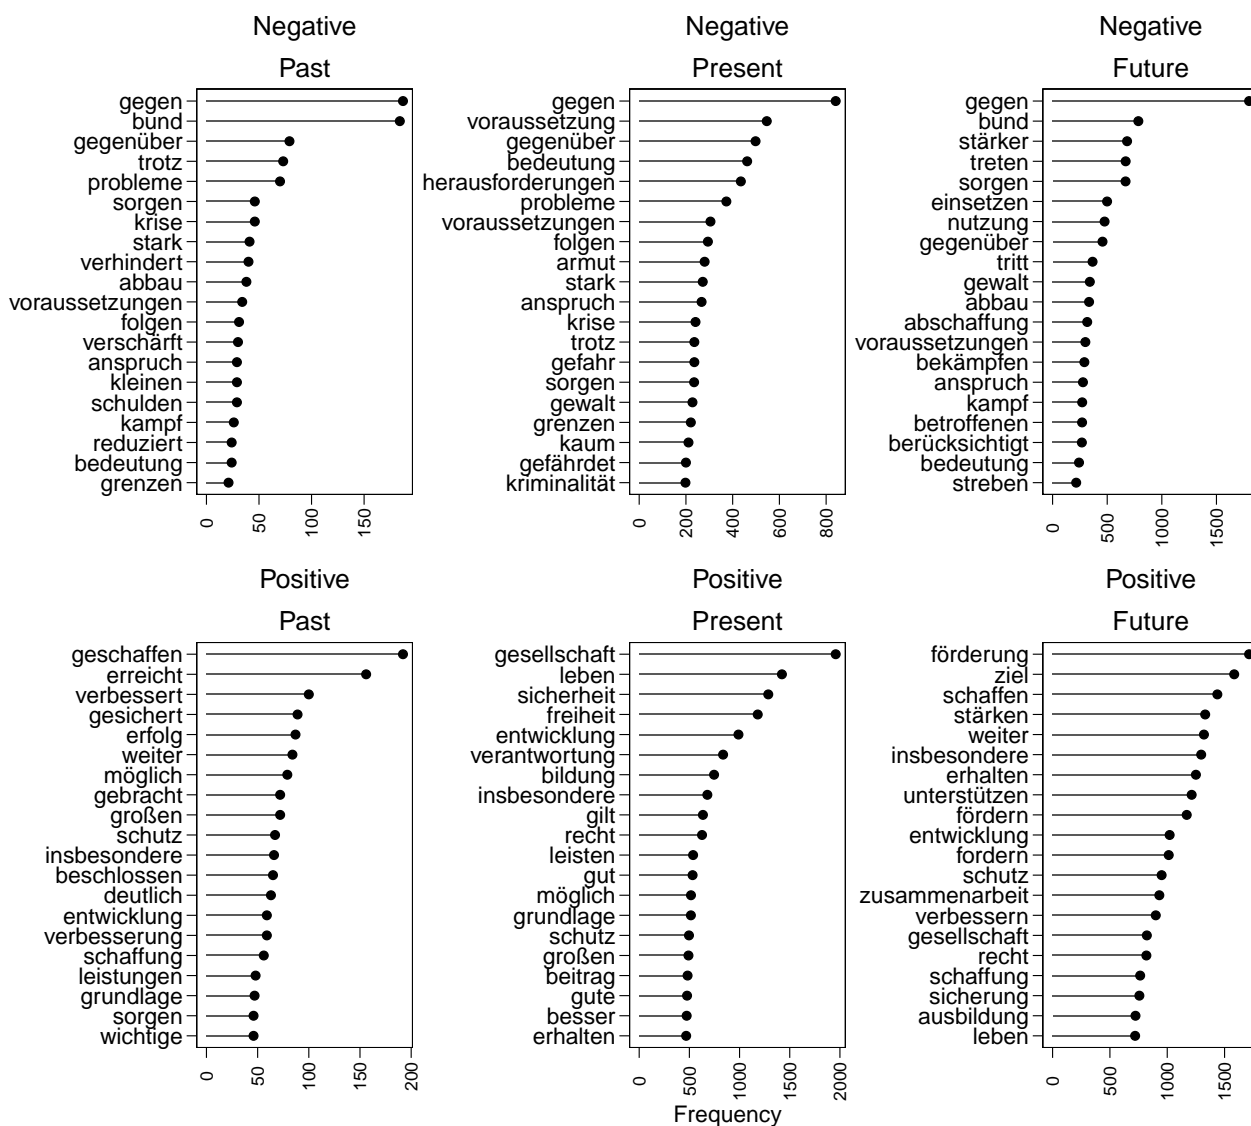 Negative
Past
gegen
bund
gegenüber
trotz
probleme
sorgen
krise
stark
verhindert
abbau
voraussetzungen
folgen
verschärft
anspruch
kleinen
schulden
kampf
reduziert
bedeutung
grenzen
0
50
100
150
Negative
Present
gegen
voraussetzung
gegenüber
bedeutung
herausforderungen
probleme
voraussetzungen
folgen
armut
stark
anspruch
krise
trotz
gefahr
sorgen
gewalt
grenzen
kaum
gefährdet
kriminalität
0
200
400
600
800
Negative
Future
gegen
bund
stärker
treten
sorgen
einsetzen
nutzung
gegenüber
tritt
gewalt
abbau
abschaffung
voraussetzungen
bekämpfen
anspruch
kampf
betroffenen
berücksichtigt
bedeutung
streben
0
500
1000
1500
Positive
Past
geschaffen
erreicht
verbessert
gesichert
erfolg
weiter
möglich
gebracht
großen
schutz
insbesondere
beschlossen
deutlich
entwicklung
verbesserung
schaffung
leistungen
grundlage
sorgen
wichtige
0
50
100
150
200
Positive
Present
gesellschaft
leben
sicherheit
freiheit
entwicklung
verantwortung
bildung
insbesondere
gilt
recht
leisten
gut
möglich
grundlage
schutz
großen
beitrag
gute
besser
erhalten
0
500
1000
1500
2000
Positive
Future
förderung
ziel
schaffen
stärken
weiter
insbesondere
erhalten
unterstützen
fördern
entwicklung
fordern
schutz
zusammenarbeit
verbessern
gesellschaft
recht
schaffung
sicherung
ausbildung
leben
0
500
1000
1500
Frequency